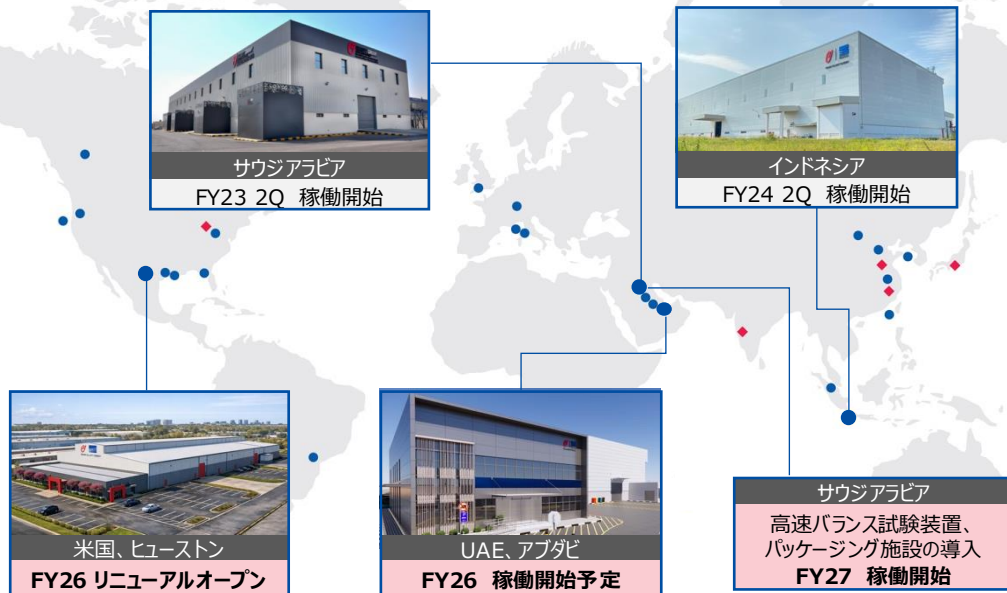 サウジアラビア
FY23 2Q 稼働開始
インドネシア
FY24 2Q 稼働開始
米国、ヒューストン
FY26 リニューアルオープン
UAE、アブダビ
FY26 稼働開始予定
サウジアラビア
高速バランス試験装置、
パッケージング施設の導入
FY27 稼働開始